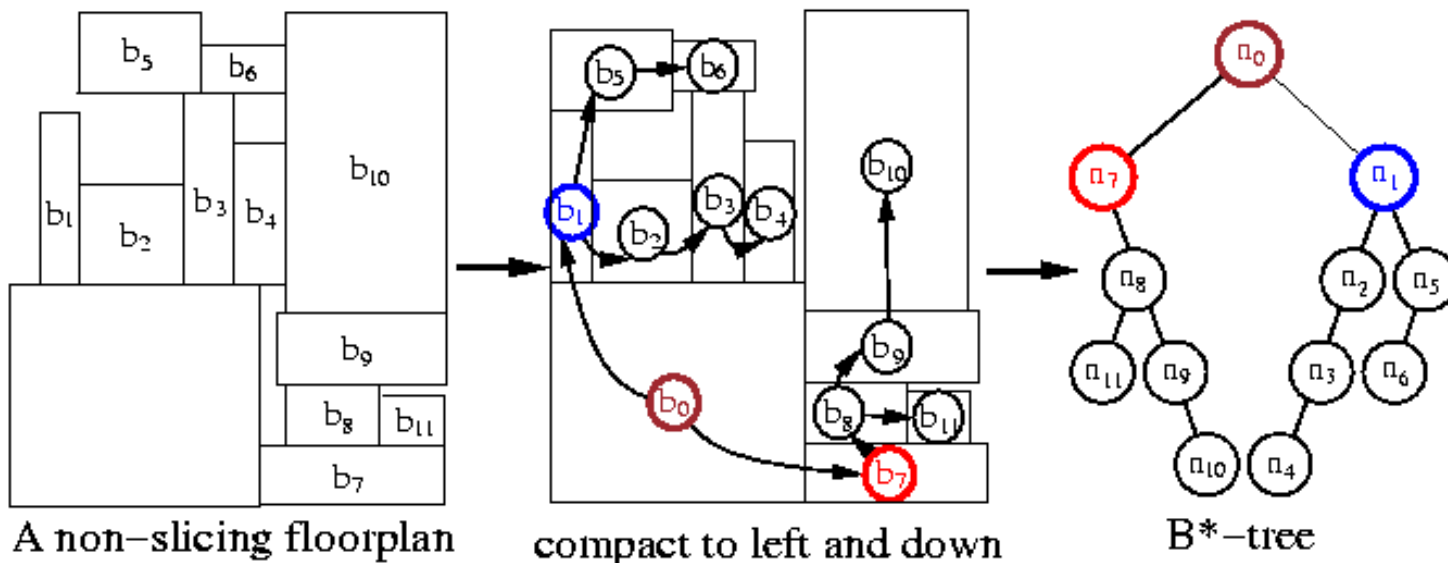 b5
b6
b1
b2
b3
b4
b10
b9
b8
b11
b7
A non-slicing floorplan
b5
b6
b10
b1
b2
b3
b4
b9
b0
b8
b11
b7
compact to left and down
n0
n7
n1
n8
n2
n5
n11
n9
n3
n6
n10
n4
B*-tree